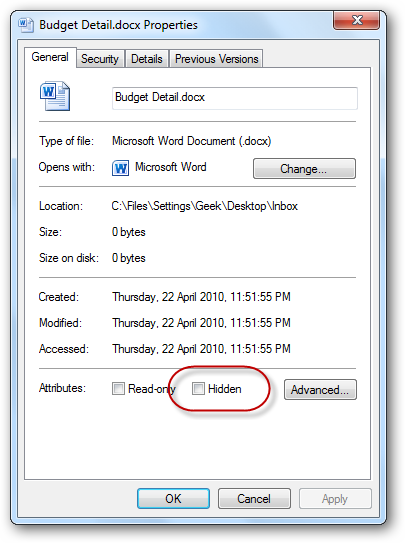 Budget Detail.docx Properties
General Security Details Previous Versions
Budget Detail.docx
Type of file: Microsoft Word Document (.docx)
Opens with: Microsoft Word Change...
Location: C:\Files\Settings\Geek\Desktop\Inbox
Size: 0 bytes
Size on disk: 0 bytes
Created: Thursday, 22 April 2010, 11:51:55 PM
Modified: Thursday, 22 April 2010, 11:51:55 PM
Accessed: Thursday, 22 April 2010, 11:51:55 PM
Attributes: Read-only Hidden Advanced...
OK Cancel Apply